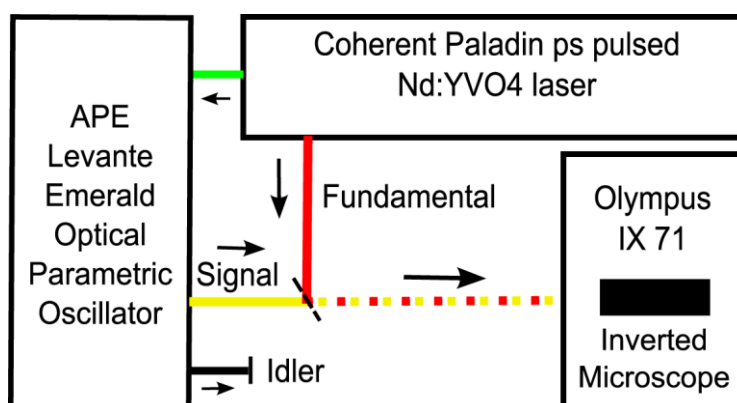 Coherent Paladin ps pulsed
Nd:YVO4 laser
APE
Levante
Emerald
Optical
Parametric
Oscillator
Fundamental
Signal
Idler
Olympus
IX 71
Inverted
Microscope